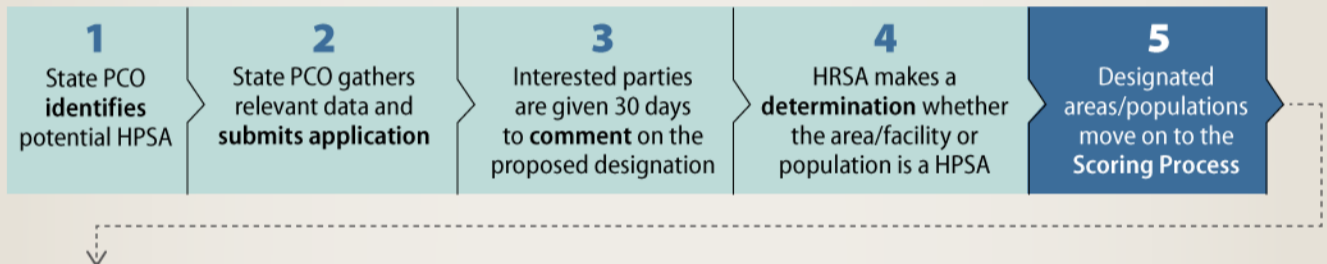 1
State PCO
identifies
potential HPSA
2
State PCO gathers
relevant data and
submits application
3
Interested parties
are given 30 days
to comment on the
proposed designation
4
HRSA makes a
determination whether
the area/facility or
population is a HPSA
5
Designated
areas/populations
move on to the
Scoring Process